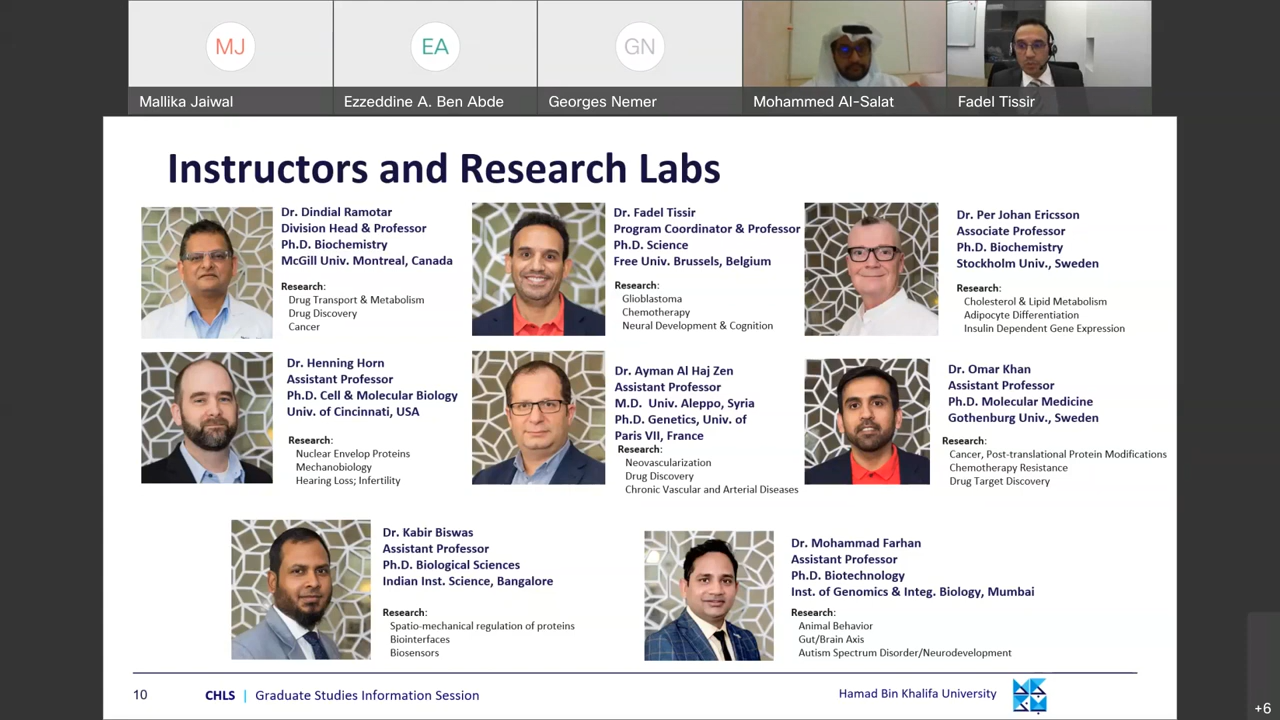 MJ
EA
GN
Mallika Jaiwal
Ezzeddine A. Ben Abde
Georges Nemer
Mohammed Al-Salat
Fadel Tissir
Instructors and Research Labs
Dr. Dindial Ramotar
Division Head & Professor
Ph.D. Biochemistry
McGill Univ. Montreal, Canada
Research:
Drug Transport & Metabolism
Drug Discovery
Cancer
Dr. Fadel Tissir
Program Coordinator & Professor
Ph.D. Science
Free Univ. Brussels, Belgium
Research:
Glioblastoma
Chemotherapy
Neural Development & Cognition
Dr. Per Johan Ericsson
Associate Professor
Ph.D. Biochemistry
Stockholm Univ., Sweden
Research:
Cholesterol & Lipid Metabolism
Adipocyte Differentiation
Insulin Dependent Gene Expression
Dr. Henning Horn
Assistant Professor
Ph.D. Cell & Molecular Biology
Univ. of Cincinnati, USA
Research:
Nuclear Envelop Proteins
Mechanobiology
Hearing Loss; Infertility
Dr. Ayman Al Haj Zen
Assistant Professor
M.D. Univ. Aleppo, Syria
Ph.D. Genetics, Univ. of
Paris VII, France
Research:
Neovascularization
Drug Discovery
Chronic Vascular and Arterial Diseases
Dr. Omar Khan
Assistant Professor
Ph.D. Molecular Medicine
Gothenburg Univ., Sweden
Research:
Cancer, Post-translational Protein Modifications
Chemotherapy Resistance
Drug Target Discovery
Dr. Kabir Biswas
Assistant Professor
Ph.D. Biological Sciences
Indian Inst. Science, Bangalore
Research:
Spatio-mechanical regulation of proteins
Biointerfaces
Biosensors
Dr. Mohammad Farhan
Assistant Professor
Ph.D. Biotechnology
Inst. of Genomics & Integ. Biology, Mumbai
Research:
Animal Behavior
Gut/Brain Axis
Autism Spectrum Disorder/Neurodevelopment
10
CHLS | Graduate Studies Information Session
Hamad Bin Khalifa University
+6